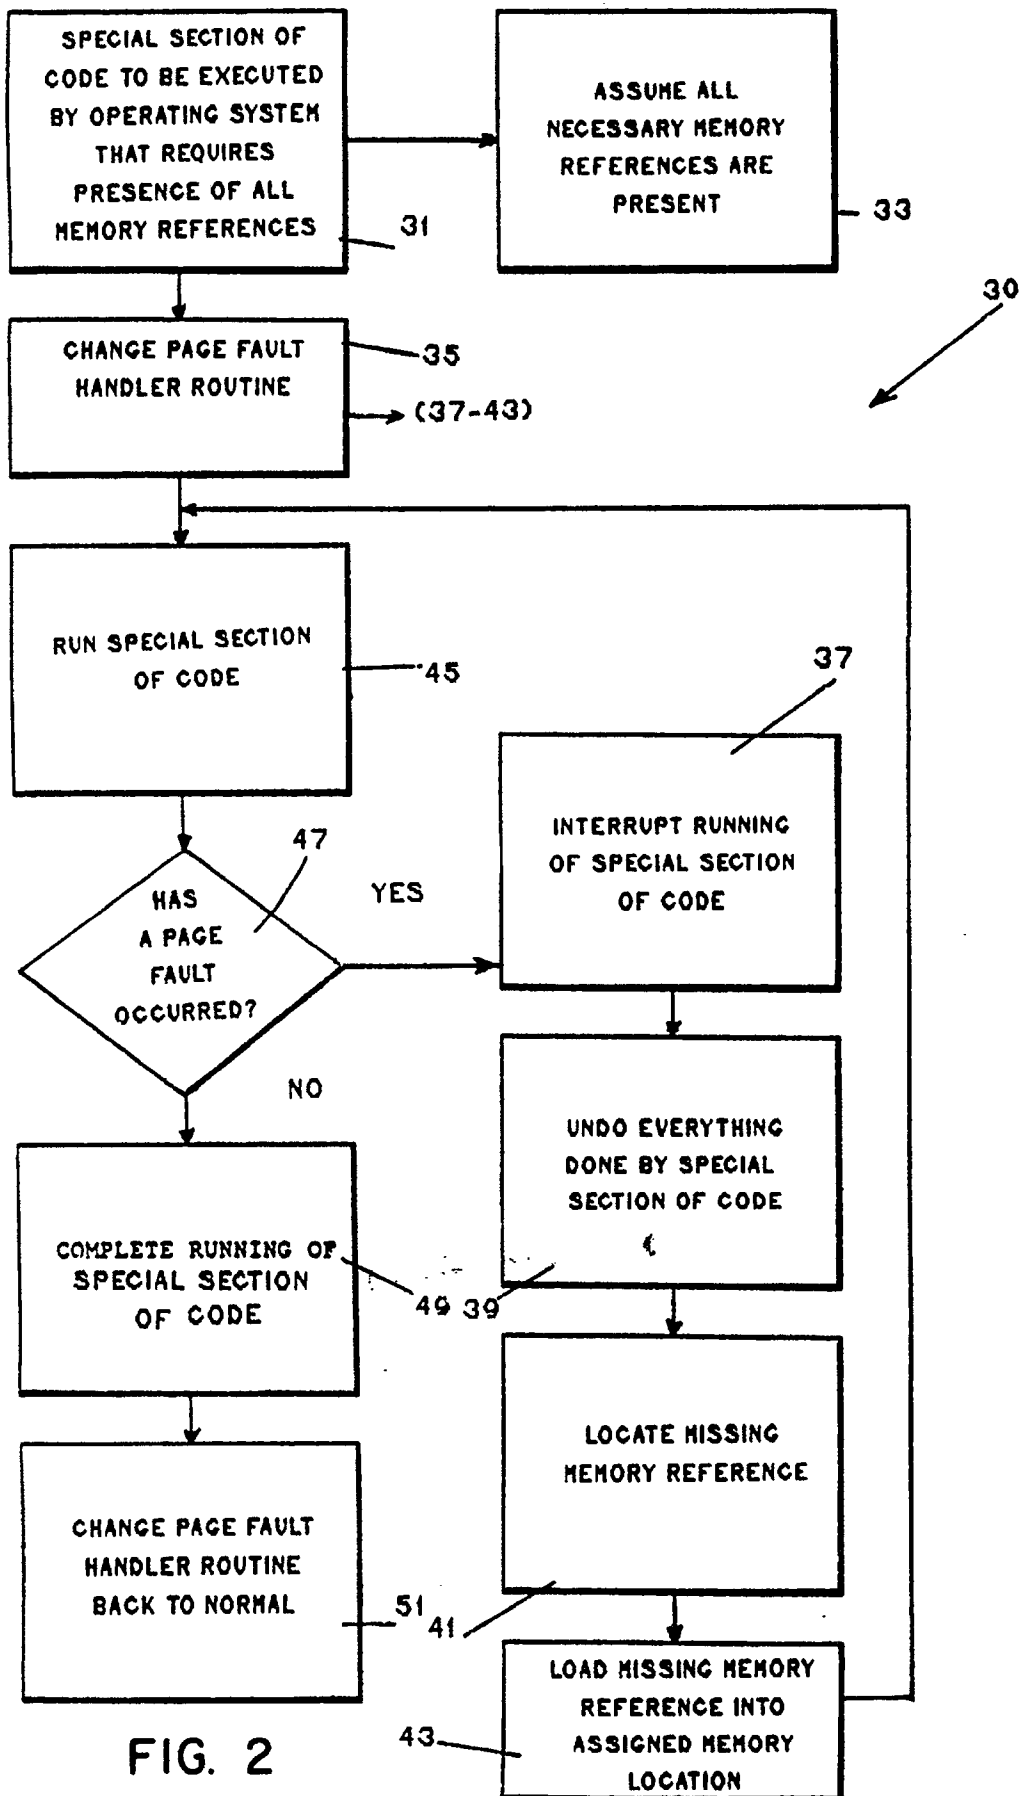 SPECIAL SECTION OF
CODE TO BE EXECUTED
BY OPERATING SYSTEM
THAT REQUIRES
PRESENCE OF ALL
MEMORY REFERENCES
31
ASSUME ALL
NECESSARY MEMORY
REFERENCES ARE
PRESENT
33
30
CHANGE PAGE FAULT
HANDLER ROUTINE
35
(37-43)
RUN SPECIAL SECTION
OF CODE
45
37
INTERRUPT RUNNING
OF SPECIAL SECTION
OF CODE
47
HAS
A PAGE
FAULT
OCCURRED?
YES
NO
UNDO EVERYTHING
DONE BY SPECIAL
SECTION OF CODE
39
COMPLETE RUNNING OF
SPECIAL SECTION
OF CODE
49
LOCATE MISSING
MEMORY REFERENCE
41
CHANGE PAGE FAULT
HANDLER ROUTINE
BACK TO NORMAL
51
LOAD MISSING MEMORY
REFERENCE INTO
ASSIGNED MEMORY
LOCATION
43
FIG. 2